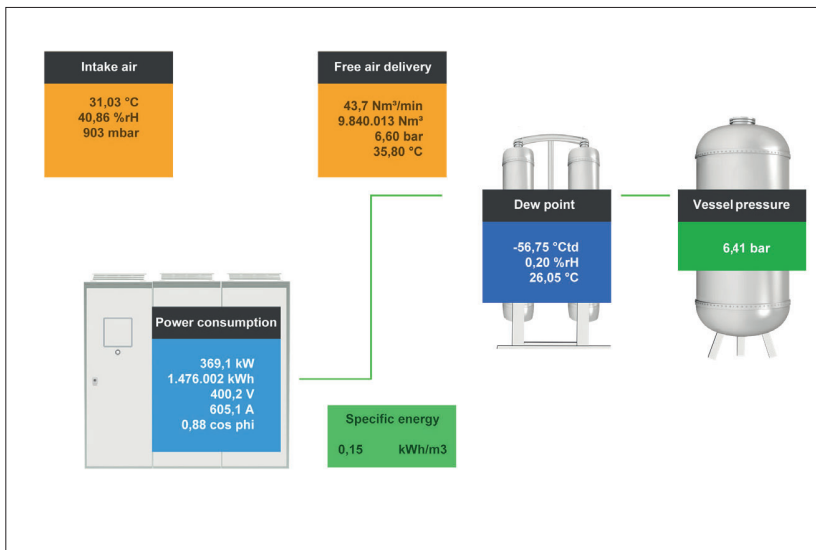 Intake air
31,03 °C
40,86 %rH
903 mbar
Free air delivery
43,7 Nm³/min
9.840.013 Nm³
6,60 bar
35,80 °C
Dew point
-56,75 °Ctd
0,20 %rH
26,05 °C
Vessel pressure
6,41 bar
Power consumption
369,1 kW
1.476.002 kWh
400,2 V
605,1 A
0,88 cos phi
Specific energy
0,15 kWh/m3